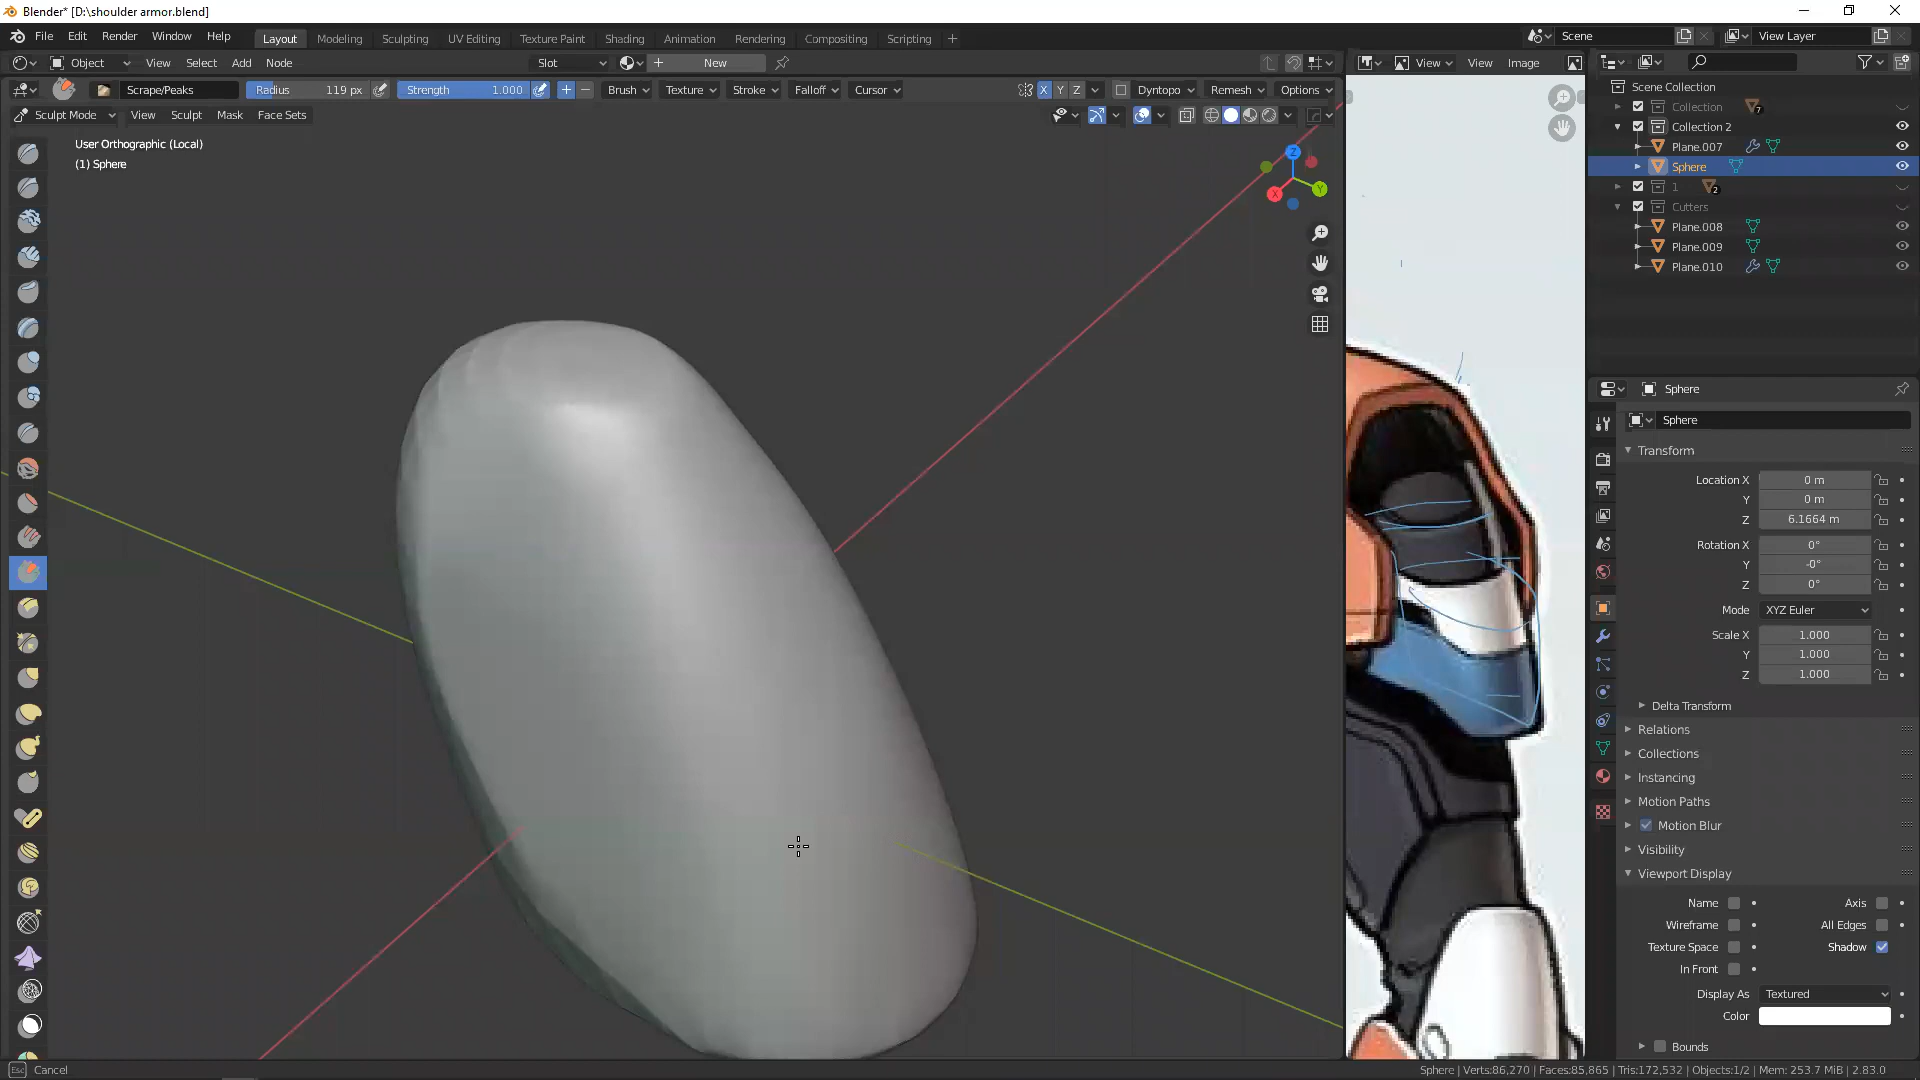 Blender* [D:\shoulder armor.blend]
File Edit Render Window Help
Layout Modeling Sculpting UV Editing Texture Paint Shading Animation Rendering Compositing Scripting
Scene View Layer
Object View Select Add Node Slot New
View View Image
Scrape/Peaks Radius 119 px Strength 1.000 Brush Texture Stroke Falloff Cursor X Y Z Dyntopo Remesh Options
Sculpt Mode View Sculpt Mask Face Sets
User Orthographic (Local)
(1) Sphere
Z
Y
X
Scene Collection
Collection 7
Collection 2
Plane.007
Sphere
1 2
Cutters
Plane.008
Plane.009
Plane.010
Sphere
Sphere
Transform
Location X 0 m
Y 0 m
Z 6.1664 m
Rotation X 0°
Y -0°
Z 0°
Mode XYZ Euler
Scale X 1.000
Y 1.000
Z 1.000
Delta Transform
Relations
Collections
Instancing
Motion Paths
Motion Blur
Visibility
Viewport Display
Name Axis
Wireframe All Edges
Texture Space Shadow
In Front
Display As Textured
Color
Bounds
Esc Cancel
Sphere | Verts:86,270 | Faces:85,865 | Tris:172,532 | Objects:1/2 | Mem: 253.7 MiB | 2.83.0